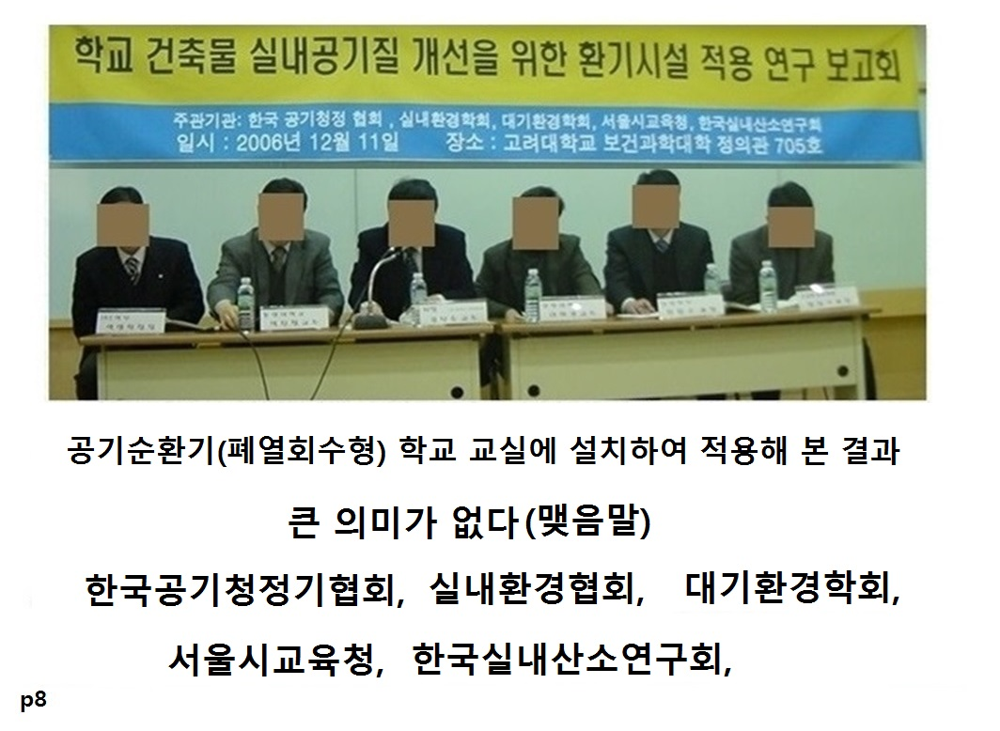 학교 건축물 실내공기질 개선을 위한 환기시설 적용 연구 보고회
주관기관: 한국 공기청정 협회 , 실내환경학회, 대기환경학회, 서울시교육청, 한국실내산소연구회
일시 : 2006년 12월 11일 장소 : 고려대학교 보건과학대학 정의관 705호
공기순환기(폐열회수형) 학교 교실에 설치하여 적용해 본 결과
큰 의미가 없다(맺음말)
한국공기청정기협회, 실내환경협회, 대기환경학회,
서울시교육청, 한국실내산소연구회,
p8